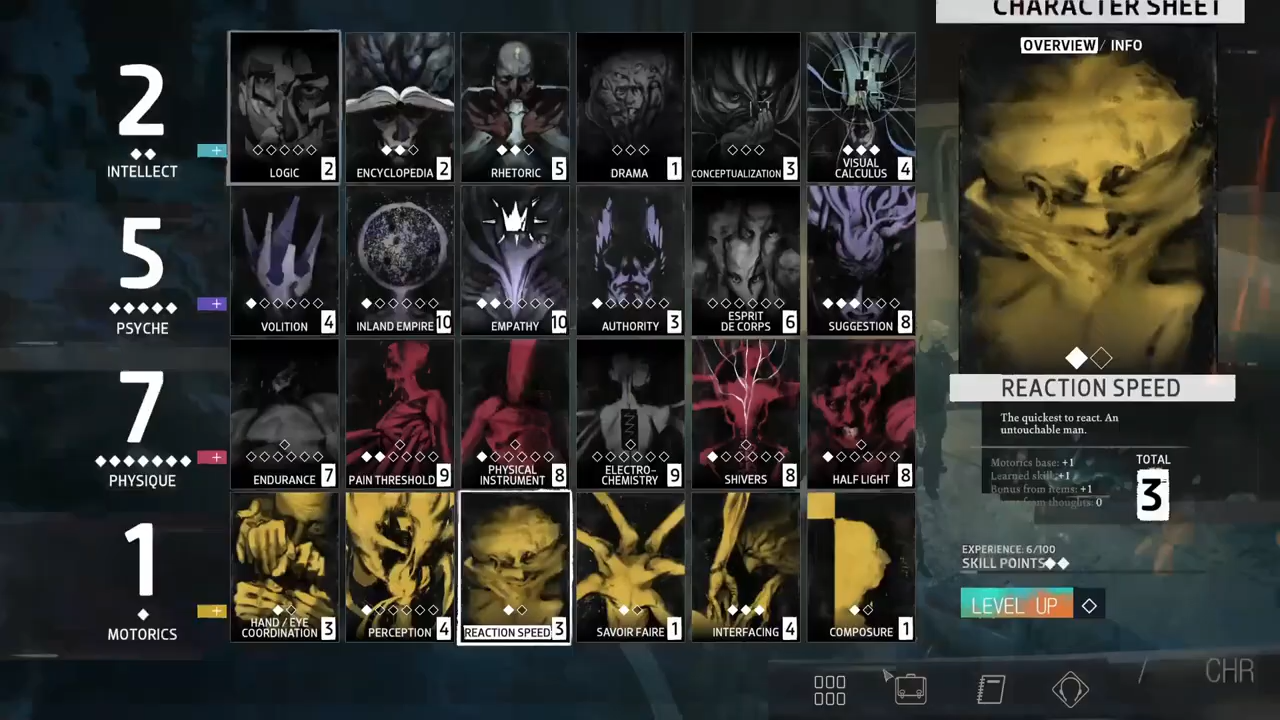 CHARACTER SHEET
OVERVIEW / INFO
2
INTELLECT
+
LOGIC 2
ENCYCLOPEDIA 2
RHETORIC 5
DRAMA 1
CONCEPTUALIZATION 3
VISUAL
CALCULUS 4
5
PSYCHE
+
VOLITION 4
INLAND EMPIRE 10
EMPATHY 10
AUTHORITY 3
ESPRIT
DE CORPS 6
SUGGESTION 8
7
PHYSIQUE
+
ENDURANCE 7
PAIN THRESHOLD 9
PHYSICAL
INSTRUMENT 8
ELECTRO-
CHEMISTRY 9
SHIVERS 8
HALF LIGHT 8
1
MOTORICS
+
HAND / EYE
COORDINATION 3
PERCEPTION 4
REACTION SPEED 3
SAVOIR FAIRE 1
INTERFACING 4
COMPOSURE 1
REACTION SPEED
The quickest to react. An
untouchable man.
Motorics base: +1
Learned skill: +1
Bonus from items: +1
from thoughts: 0
TOTAL
3
EXPERIENCE: 6/100
SKILL POINTS
LEVEL UP
CHR